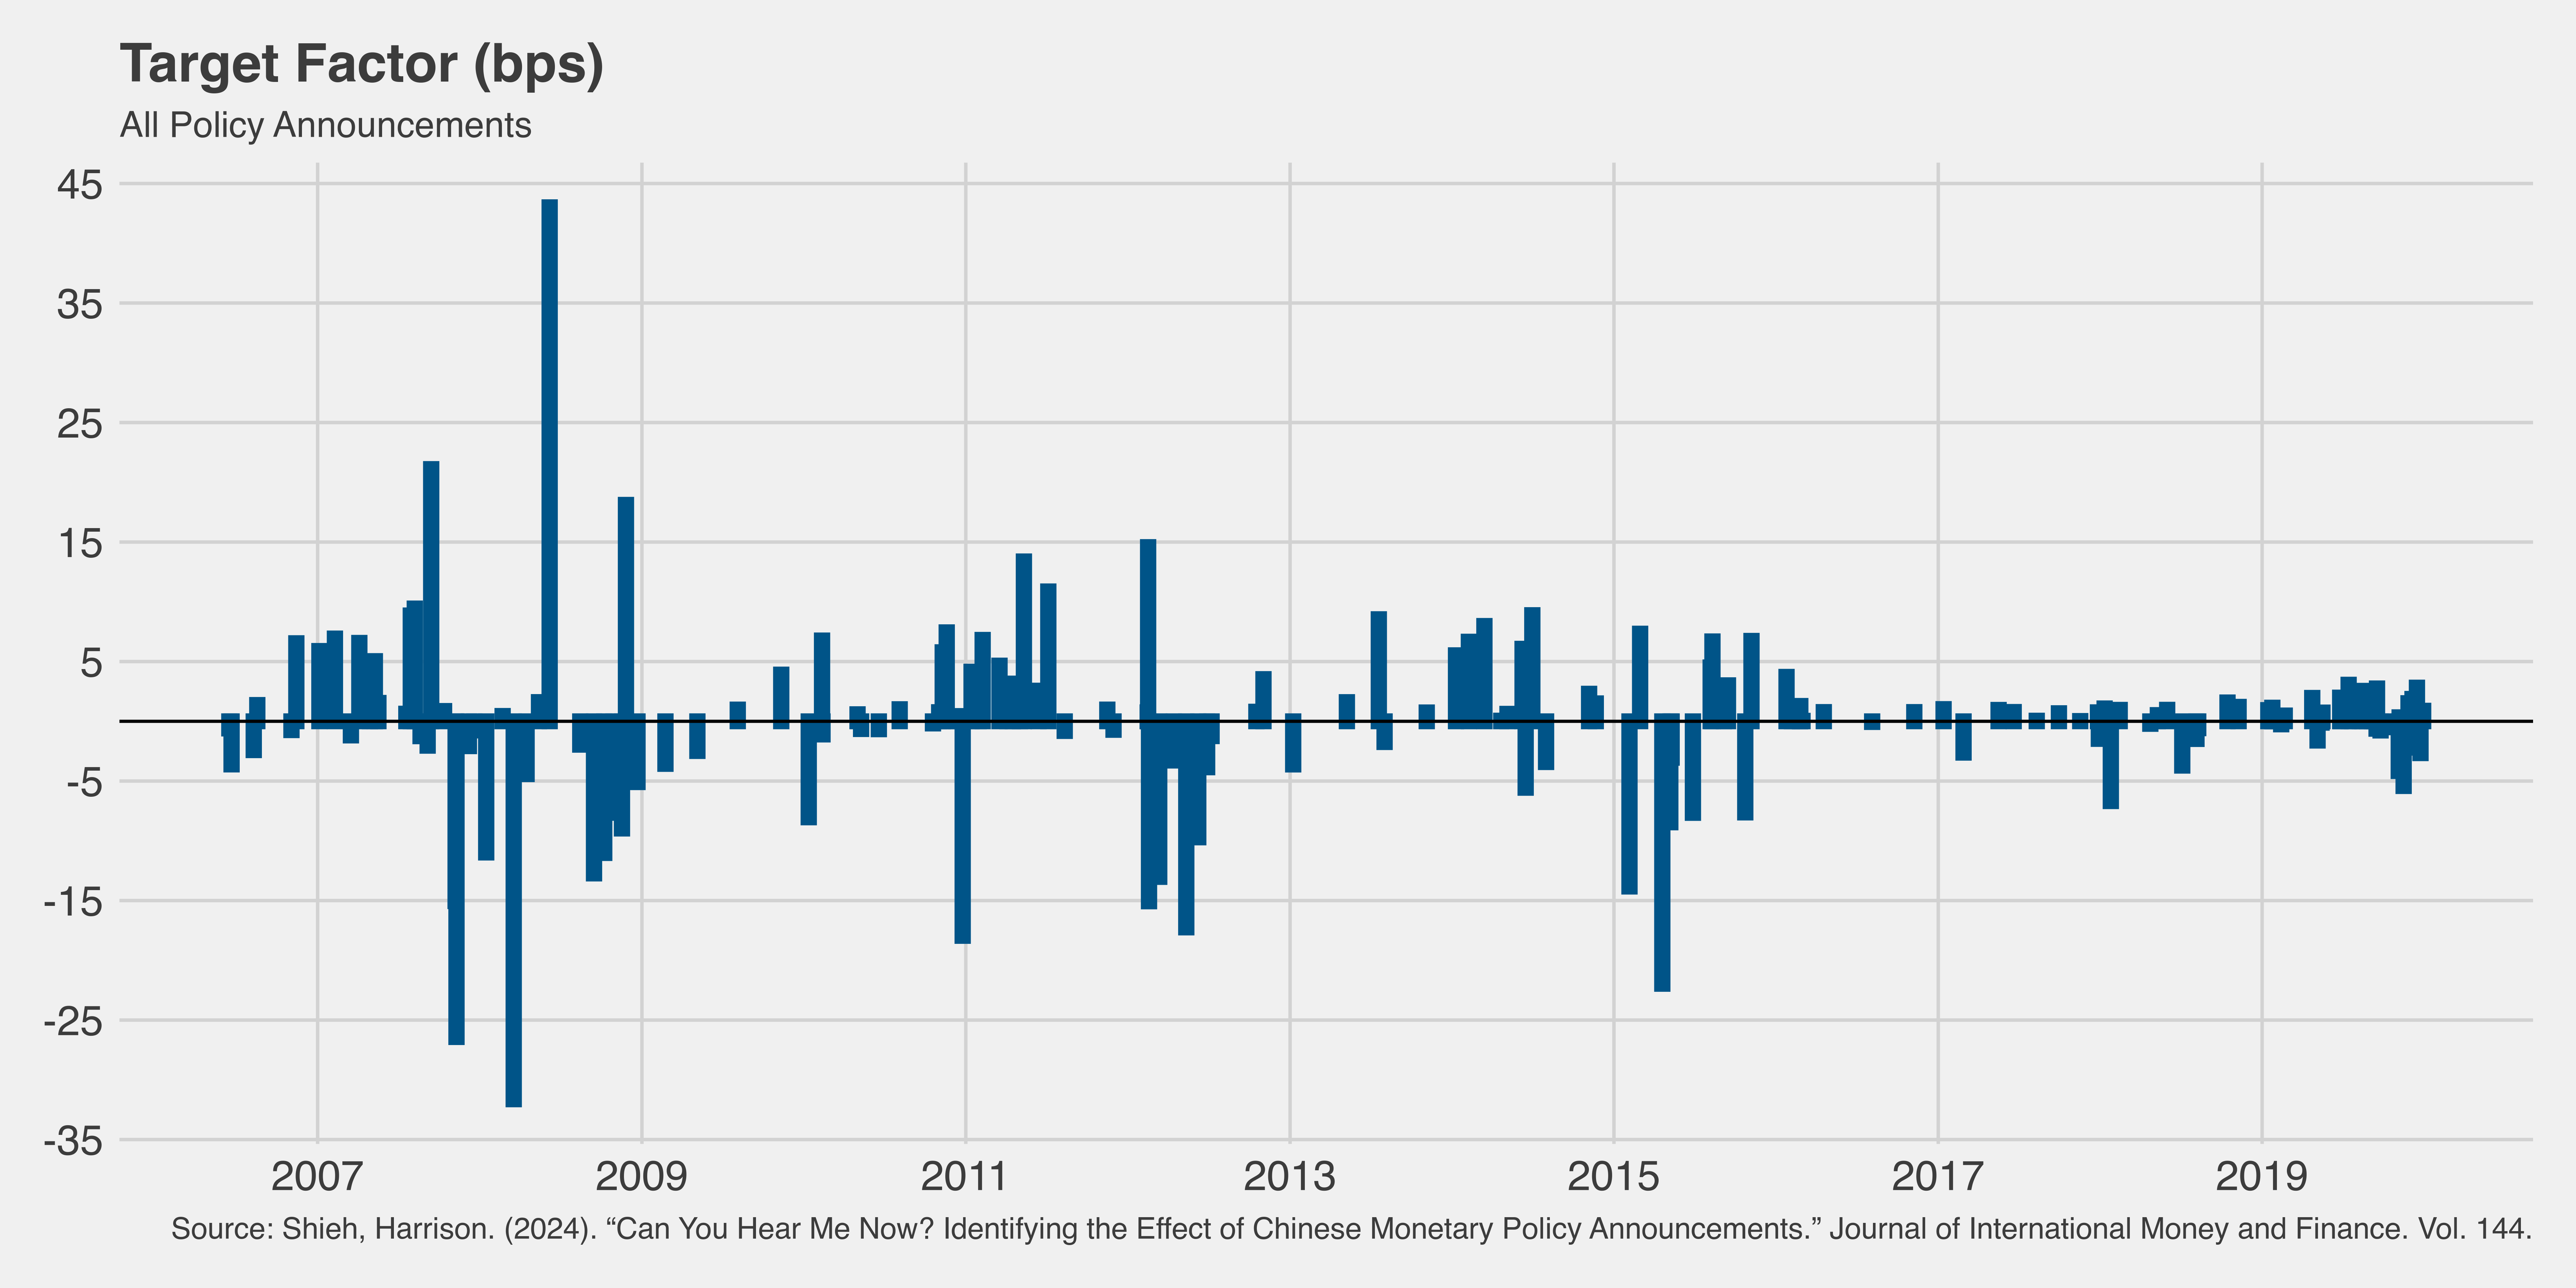 Target Factor (bps)
All Policy Announcements
45
35
25
15
5
-5
-15
-25
-35
2007 2009 2011 2013 2015 2017 2019
Source: Shieh, Harrison. (2024). “Can You Hear Me Now? Identifying the Effect of Chinese Monetary Policy Announcements.” Journal of International Money and Finance. Vol. 144.